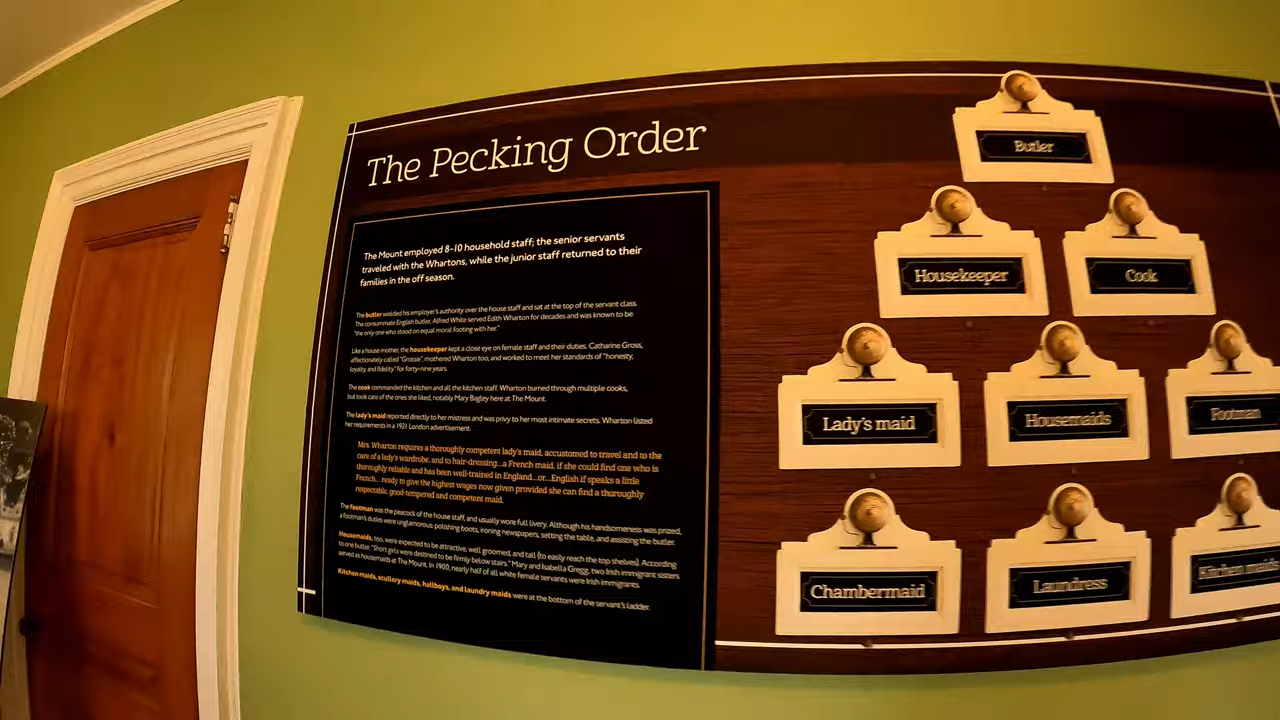 The Pecking Order
The Mount employed 8-10 household staff; the senior servants
traveled with the Whartons, while the junior staff returned to their
families in the off season.
The butler wielded his employer's authority over the house staff and sat at the top of the servant class.
The consummate English butler, Alfred White served Edith Wharton for decades and was known to be
"the only one who stood on equal moral footing with her."
Like a house mother, the housekeeper kept a close eye on female staff and their duties. Catharine Gross,
affectionately called "Grossie", mothered Wharton too, and worked to meet her standards of "honesty,
loyalty, and fidelity" for forty-nine years.
The cook commanded the kitchen and all the kitchen staff. Wharton burned through multiple cooks,
but took care of the ones she liked, notably Mary Bagley here at The Mount.
The lady's maid reported directly to her mistress and was privy to her most intimate secrets. Wharton listed
her requirements in a 1921 London advertisement:
Mrs. Wharton requires a thoroughly competent lady's maid, accustomed to travel and to the
care of a lady's wardrobe, and to hair-dressing...a French maid, if she could find one who is
thoroughly reliable and has been well-trained in England...or...English if speaks a little
French... ready to give the highest wages now given provided she can find a thoroughly
respectable, good-tempered and competent maid.
The footman was the peacock of the house staff, and usually wore full livery. Although his handsomeness was prized,
a footman's duties were unglamorous polishing boots, ironing newspapers, setting the table, and assisting the butler.
Housemaids, too, were expected to be attractive, well groomed, and tall (to easily reach the top shelves). According
to one butler, "Short girls were destined to be firmly below stairs." Mary and Isabella Gregg, two Irish immigrant sisters
served as housemaids at The Mount. In 1900, nearly half of all white female servants were Irish immigrants.
Kitchen maids, scullery maids, hallboys, and laundry maids were at the bottom of the servant's ladder.
Butler
Housekeeper
Cook
Lady's maid
Housemaids
Footman
Chambermaid
Laundress
Kitchen maids